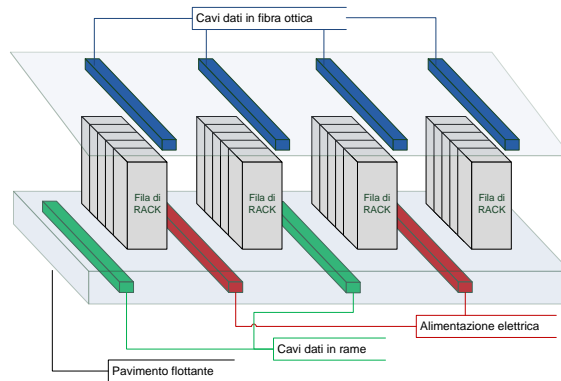 Cavi dati in fibra ottica
Fila di
RACK
Fila di
RACK
Fila di
RACK
Fila di
RACK
Alimentazione elettrica
Cavi dati in rame
Pavimento flottante